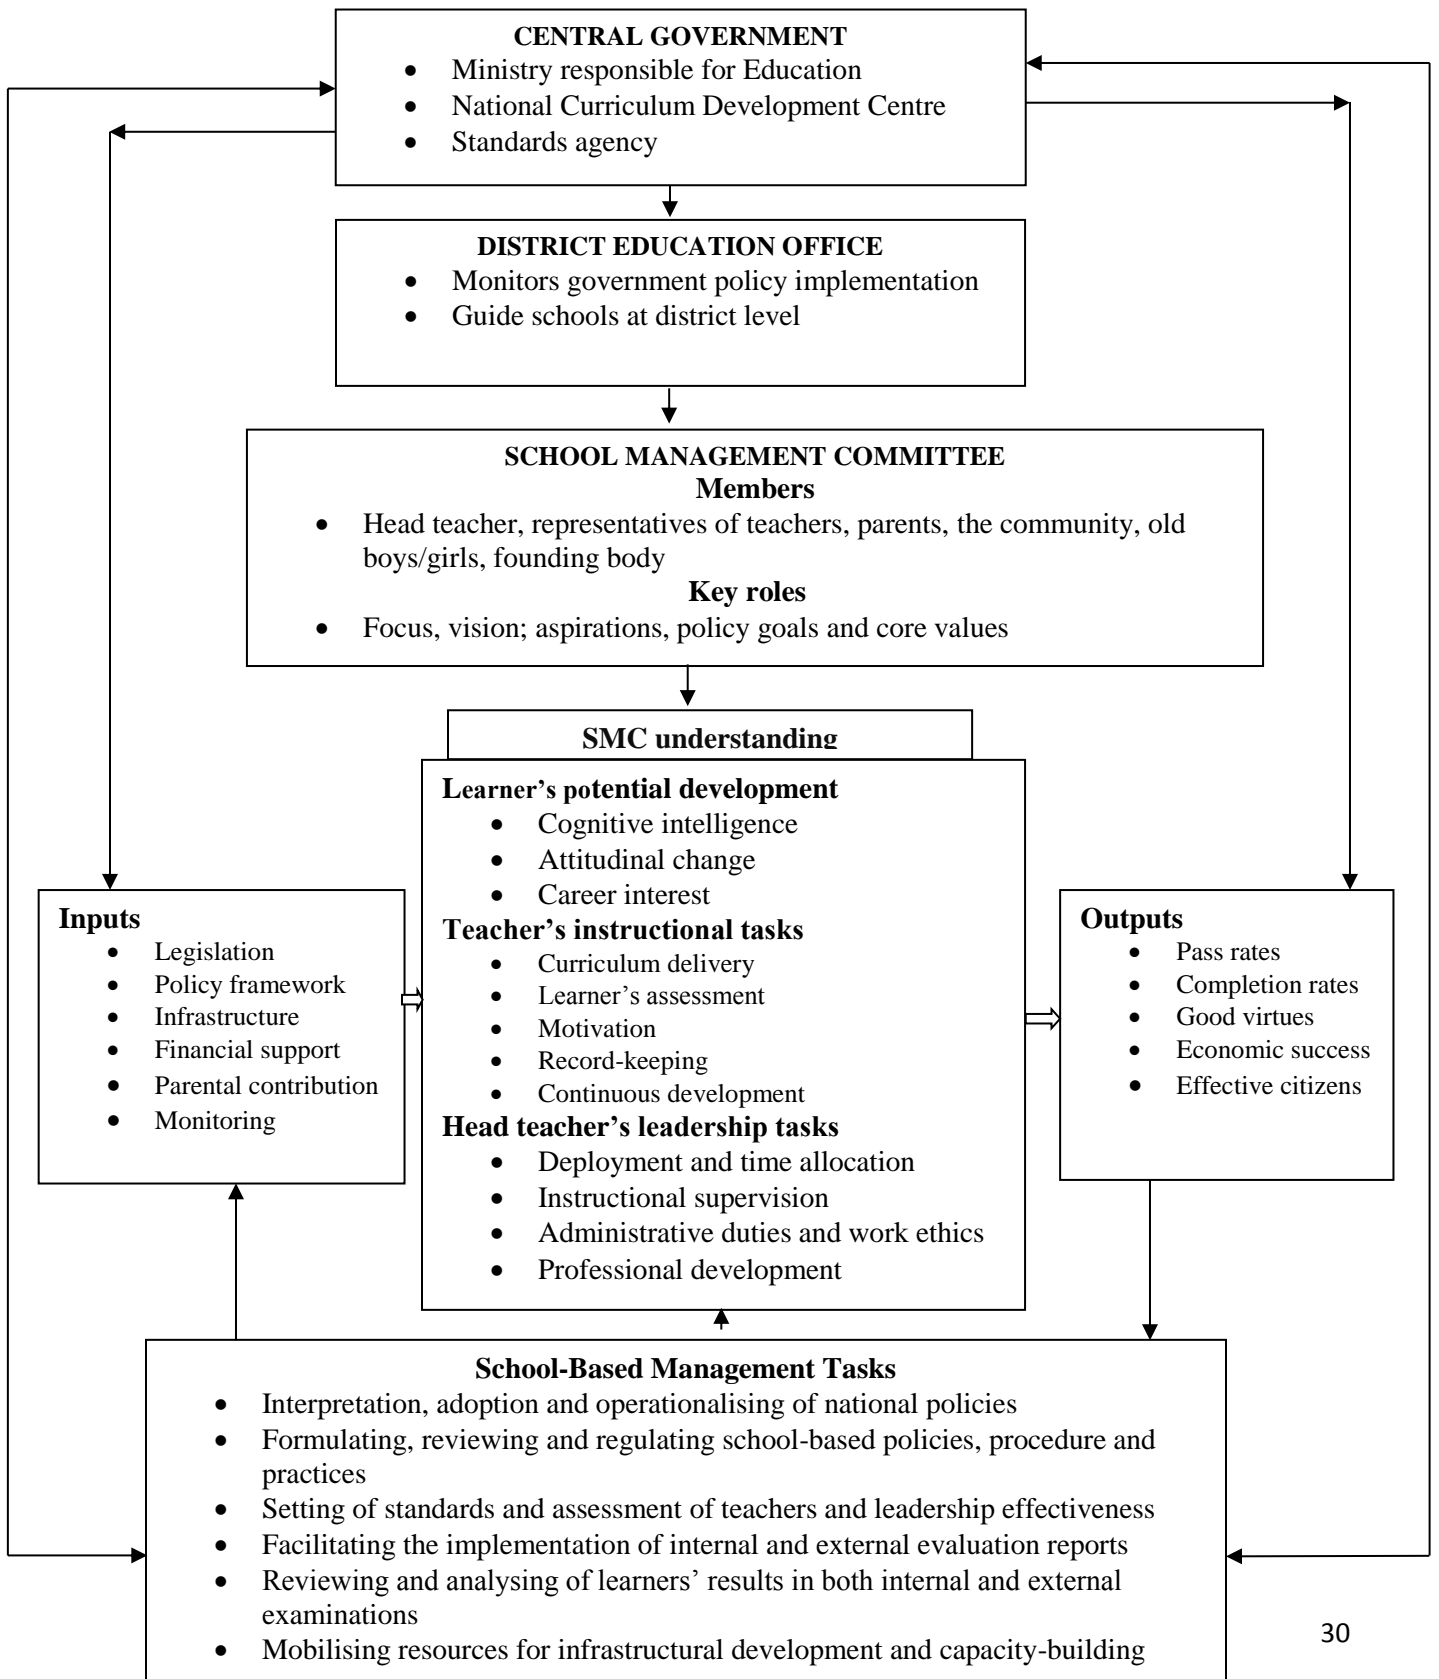 CENTRAL GOVERNMENT
• Ministry responsible for Education
• National Curriculum Development Centre
• Standards agency
DISTRICT EDUCATION OFFICE
• Monitors government policy implementation
• Guide schools at district level
SCHOOL MANAGEMENT COMMITTEE
Members
• Head teacher, representatives of teachers, parents, the community, old
boys/girls, founding body
Key roles
• Focus, vision; aspirations, policy goals and core values
SMC understanding
Inputs
• Legislation
• Policy framework
• Infrastructure
• Financial support
• Parental contribution
• Monitoring
Learner’s potential development
• Cognitive intelligence
• Attitudinal change
• Career interest
Teacher’s instructional tasks
• Curriculum delivery
• Learner’s assessment
• Motivation
• Record-keeping
• Continuous development
Head teacher’s leadership tasks
• Deployment and time allocation
• Instructional supervision
• Administrative duties and work ethics
• Professional development
Outputs
• Pass rates
• Completion rates
• Good virtues
• Economic success
• Effective citizens
School-Based Management Tasks
• Interpretation, adoption and operationalising of national policies
• Formulating, reviewing and regulating school-based policies, procedure and
practices
• Setting of standards and assessment of teachers and leadership effectiveness
• Facilitating the implementation of internal and external evaluation reports
• Reviewing and analysing of learners’ results in both internal and external
examinations
• Mobilising resources for infrastructural development and capacity-building
30